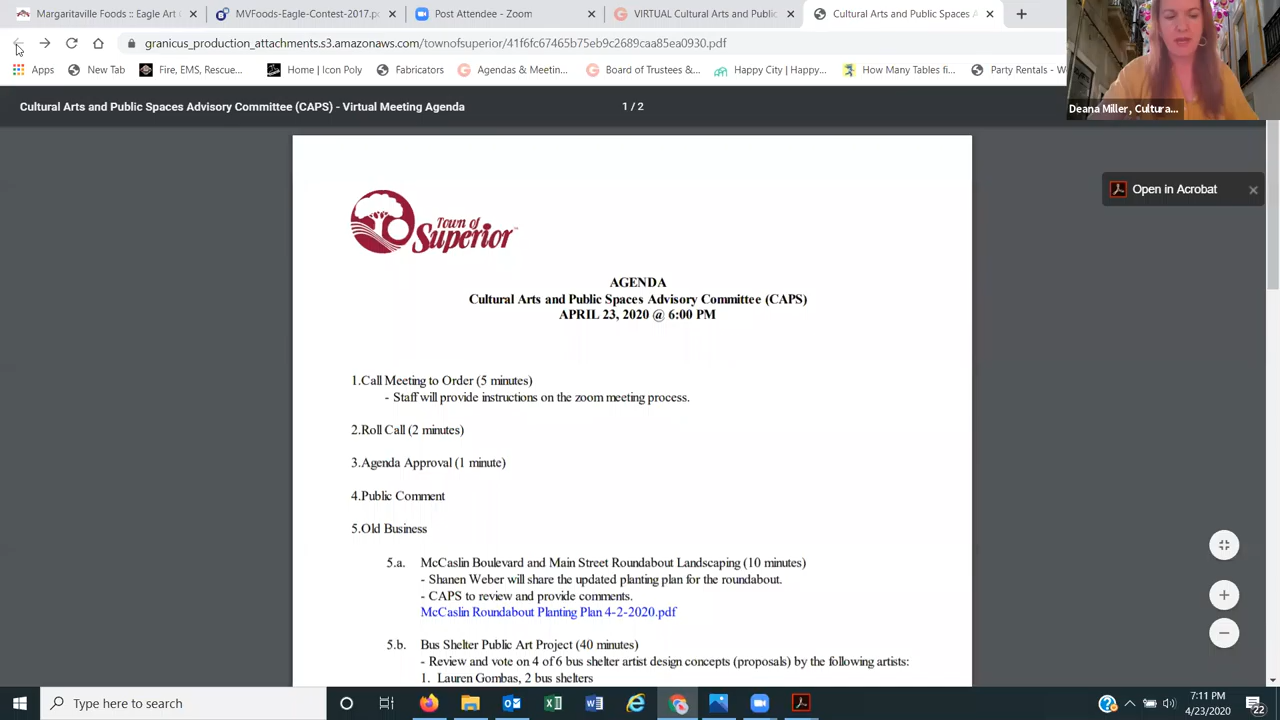 Margaritaville Foods :: Eagle Art
MVFoods-Eagle-Contest-2017.pd
Post Attendee - Zoom
VIRTUAL Cultural Arts and Public
Cultural Arts and Public Spaces A
granicus_production_attachments.s3.amazonaws.com/townofsuperior/41f6fc67465b75eb9c2689caa85ea0930.pdf
Apps
New Tab
Fire, EMS, Rescue...
Home | Icon Poly
Fabricators
Agendas & Meetin...
Board of Trustees &...
Happy City | Happy...
How Many Tables fi...
Party Rentals - We
Deana Miller, Cultura...
Cultural Arts and Public Spaces Advisory Committee (CAPS) - Virtual Meeting Agenda
1 / 2
Open in Acrobat
Town of
Superior
AGENDA
Cultural Arts and Public Spaces Advisory Committee (CAPS)
APRIL 23, 2020 @ 6:00 PM
1.Call Meeting to Order (5 minutes)
- Staff will provide instructions on the zoom meeting process.
2.Roll Call (2 minutes)
3.Agenda Approval (1 minute)
4.Public Comment
5.Old Business
5.a. McCaslin Boulevard and Main Street Roundabout Landscaping (10 minutes)
- Shanen Weber will share the updated planting plan for the roundabout.
- CAPS to review and provide comments.
McCaslin Roundabout Planting Plan 4-2-2020.pdf
5.b Bus Shelter Public Art Project (40 minutes)
- Review and vote on 4 of 6 bus shelter artist design concepts (proposals) by the following artists:
1. Lauren Gombas, 2 bus shelters
Type here to search
7:11 PM
4/23/2020
22